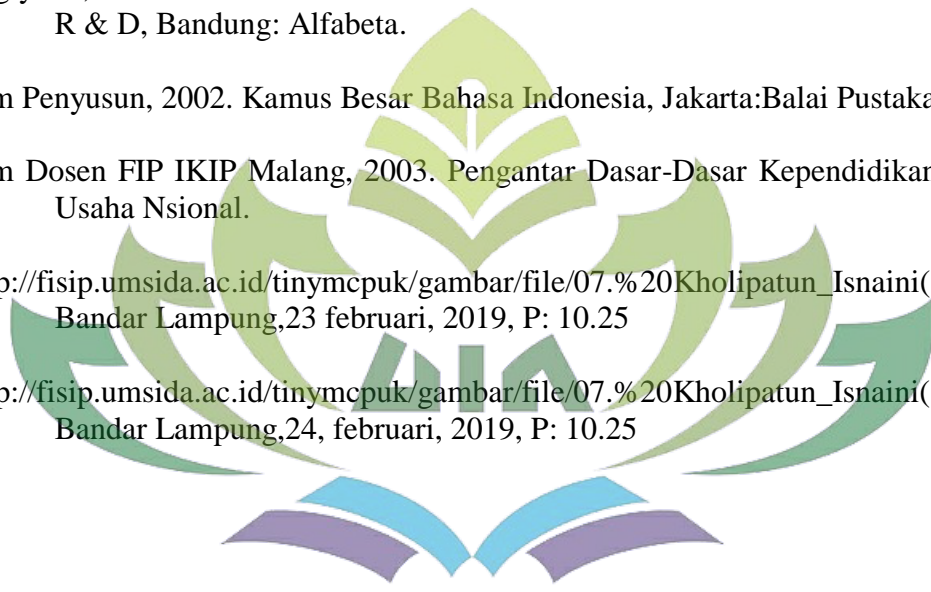 R & D, Bandung: Alfabeta.
m Penyusun, 2002. Kamus Besar Bahasa Indonesia, Jakarta:Balai Pustaka
m Dosen FIP IKIP Malang, 2003. Pengantar Dasar-Dasar Kependidikan
Usaha Nsional.
p://fisip.umsida.ac.id/tinymcpuk/gambar/file/07.%20Kholipatun_Isnaini(
Bandar Lampung,23 februari, 2019, P: 10.25
p://fisip.umsida.ac.id/tinymcpuk/gambar/file/07.%20Kholipatun_Isnaini(
Bandar Lampung,24, februari, 2019, P: 10.25
UIN